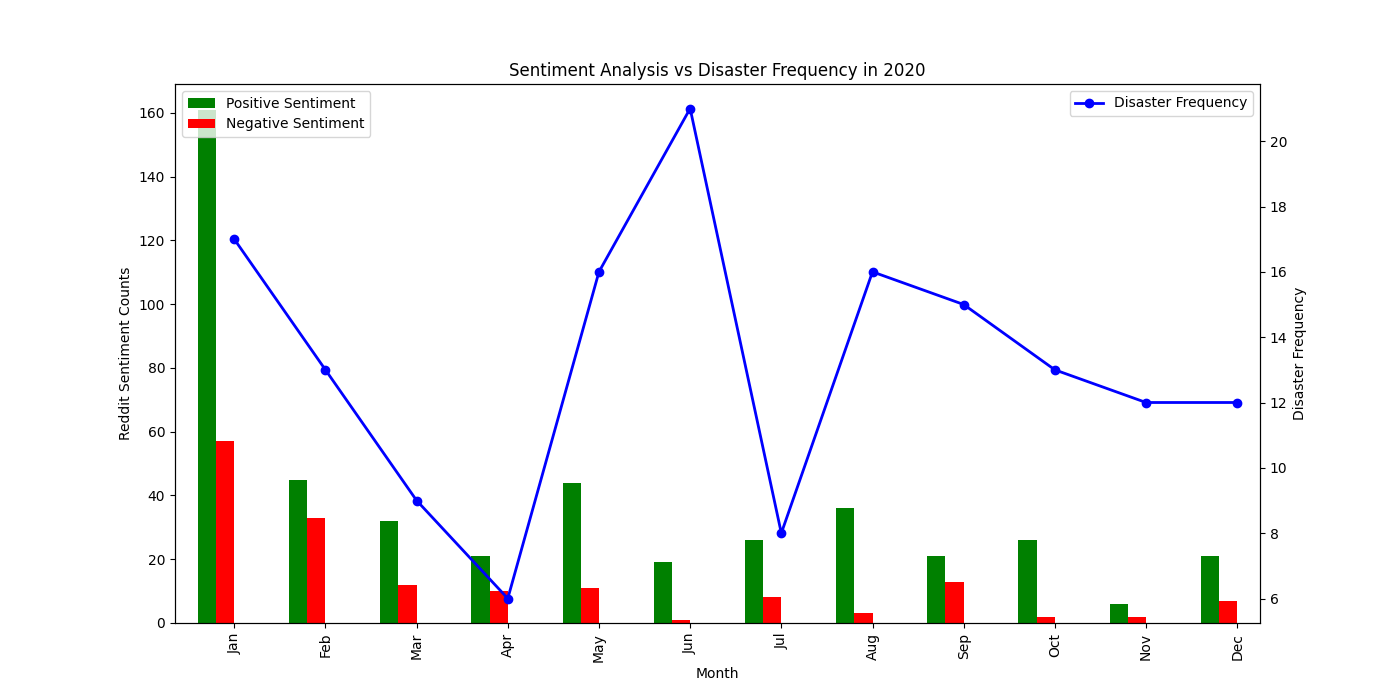 Sentiment Analysis vs Disaster Frequency in 2020
Positive Sentiment
Negative Sentiment
Disaster Frequency
160
140
120
100
80
60
40
20
0
Reddit Sentiment Counts
20
18
16
14
12
10
8
6
Disaster Frequency
Jan
Feb
Mar
Apr
May
Jun
Jul
Aug
Sep
Oct
Nov
Dec
Month